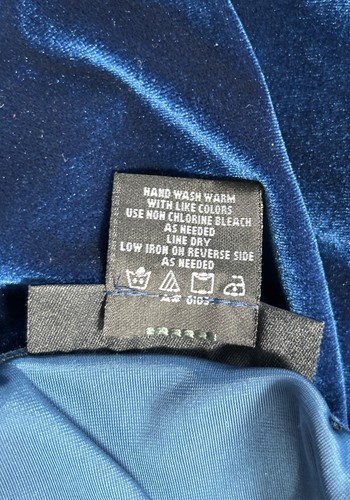 HAND WASH WARM
WITH LIKE COLORS
USE NON CHLORINE BLEACH
AS NEEDED
LINE DRY
LOW IRON ON REVERSE SIDE
AS NEEDED